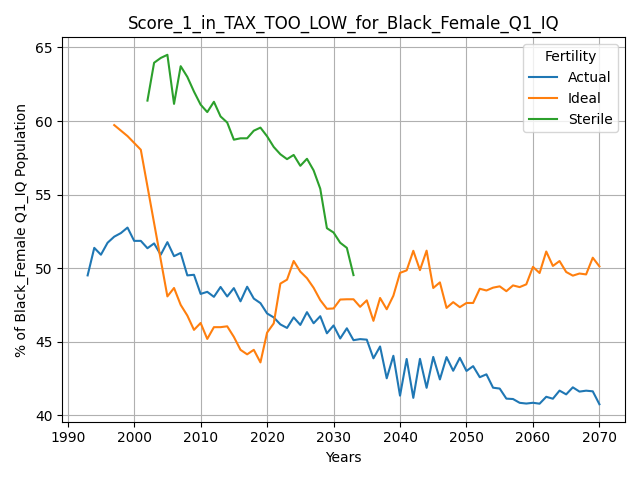 Score_1_in_TAX_TOO_LOW_for_Black_Female_Q1_IQ
% of Black_Female Q1_IQ Population
65
60
55
50
45
40
Fertility
Actual
Ideal
Sterile
1990 2000 2010 2020 2030 2040 2050 2060 2070
Years